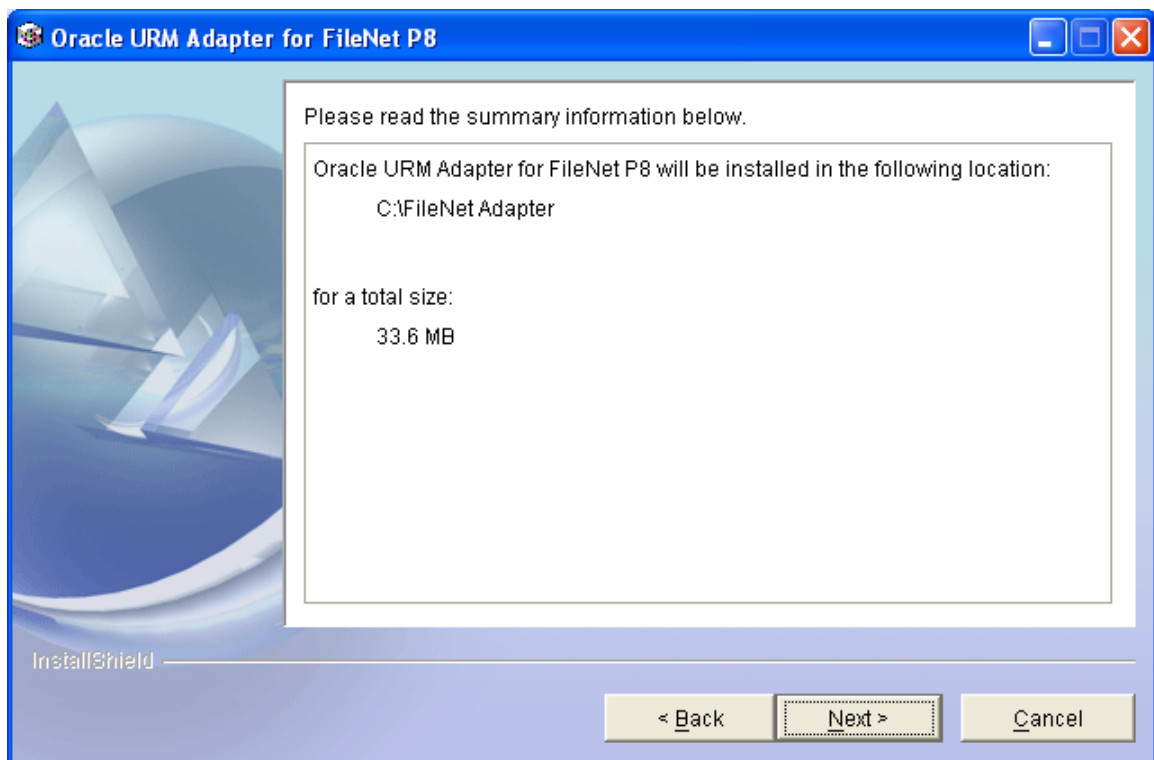 Oracle URM Adapter for FileNet P8
Please read the summary information below.
Oracle URM Adapter for FileNet P8 will be installed in the following location:
C:\FileNet Adapter
for a total size:
33.6 MB
InstallShield
< Back Next > Cancel